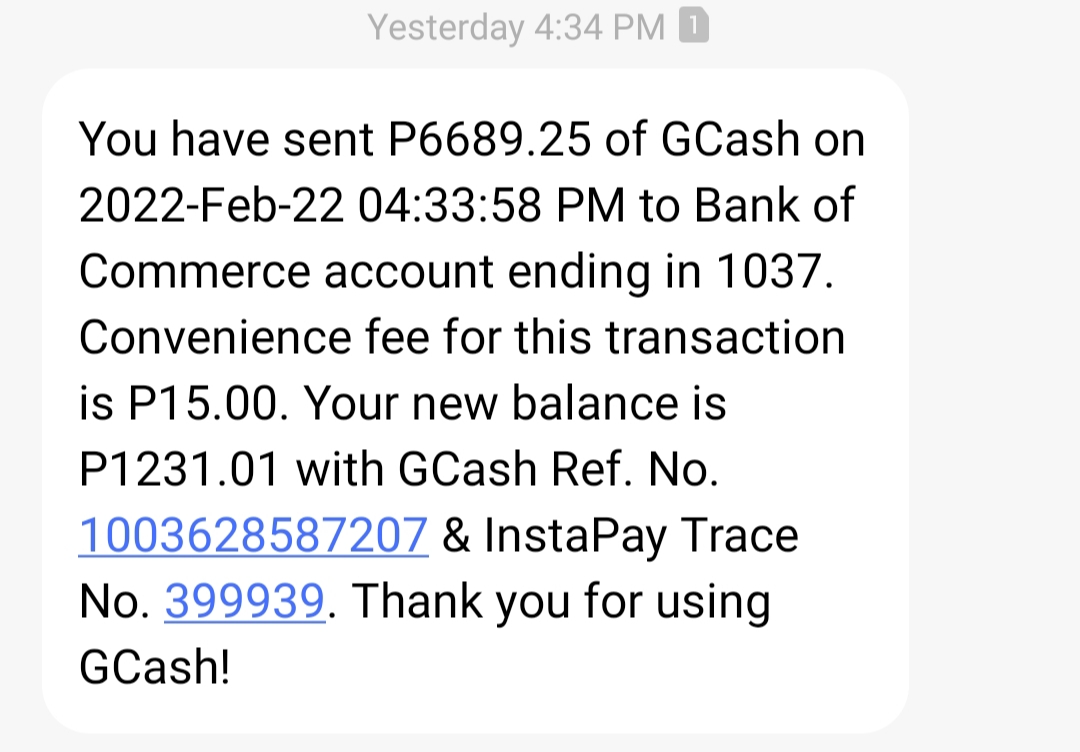 Yesterday 4:34 PM 1
You have sent P6689.25 of GCash on
2022-Feb-22 04:33:58 PM to Bank of
Commerce account ending in 1037.
Convenience fee for this transaction
is P15.00. Your new balance is
P1231.01 with GCash Ref. No.
1003628587207 & InstaPay Trace
No. 399939. Thank you for using
GCash!